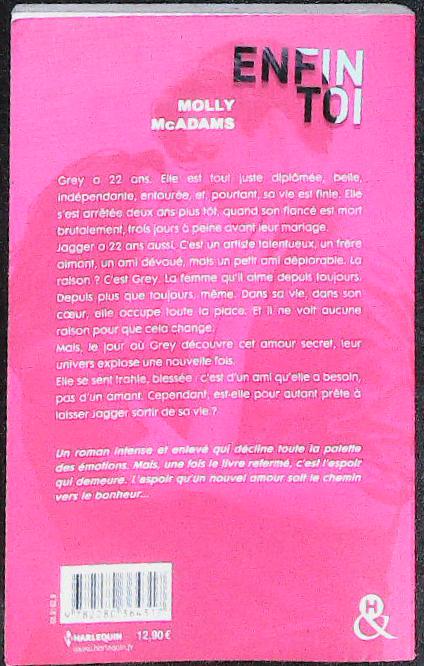 ENFIN
TOI
MOLLY
McADAMS
Grey a 22 ans. Elle est tout juste diplômée, belle,
indépendante, entourée, et, pourtant, sa vie est finie. Elle
s'est arrêtée deux ans plus tôt, quand son fiancé est mort
brutalement, trois jours à peine avant leur mariage.
Jagger a 22 ans aussi. C'est un artiste talentueux, un frère
aimant, un ami dévoué, mais un petit ami déplorable. La
raison ? C'est Grey. La femme qu'il aime depuis toujours.
Depuis plus que toujours, même. Dans sa vie, dans son
cœur, elle occupe toute la place. Et il ne voit aucune
raison pour que cela change.
Mais, le jour où Grey découvre cet amour secret, leur
univers explose une nouvelle fois.
Elle se sent trahie, blessée : c'est d'un ami qu'elle a besoin,
pas d'un amant. Cependant, est-elle pour autant prête à
laisser Jagger sortir de sa vie ?
Un roman intense et enlevé qui décline toute la palette
des émotions. Mais, une fois le livre refermé, c'est l'espoir
qui demeure. L'espoir qu'un nouvel amour soit le chemin
vers le bonheur...
HARLEQUIN
www.harlequin.fr
12,90 €
H
&